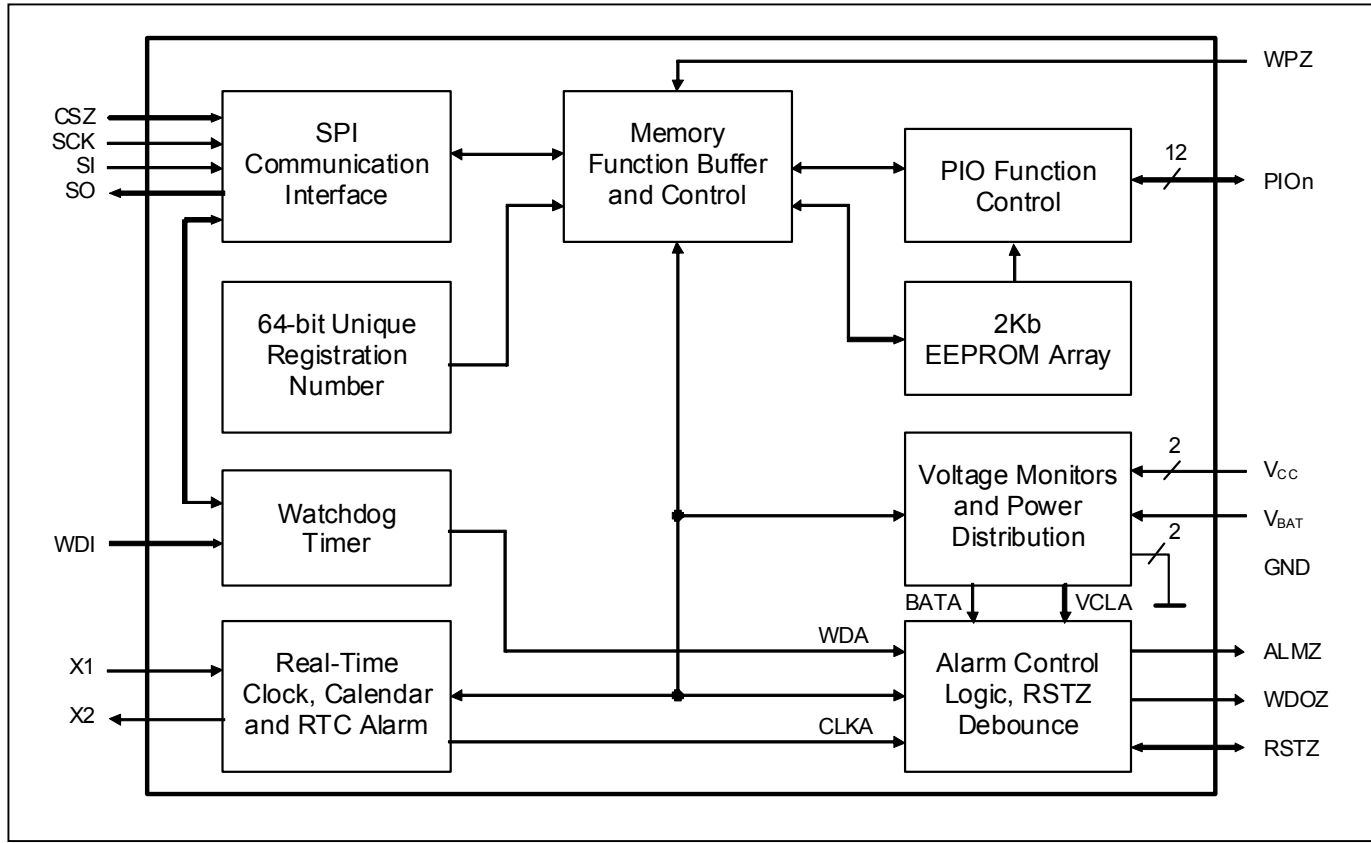 WPZ
CSZ
SCK
SI
SO
SPI
Communication
Interface
Memory
Function Buffer
and Control
PIO Function
Control
12
PIOn
64-bit Unique
Registration
Number
2Kb
EEPROM Array
Watchdog
Timer
WDI
Voltage Monitors
and Power
Distribution
2
VCC
VBAT
2
GND
BATA
VCLA
X1
X2
Real-Time
Clock, Calendar
and RTC Alarm
WDA
CLKA
Alarm Control
Logic, RSTZ
Debounce
ALMZ
WDOZ
RSTZ